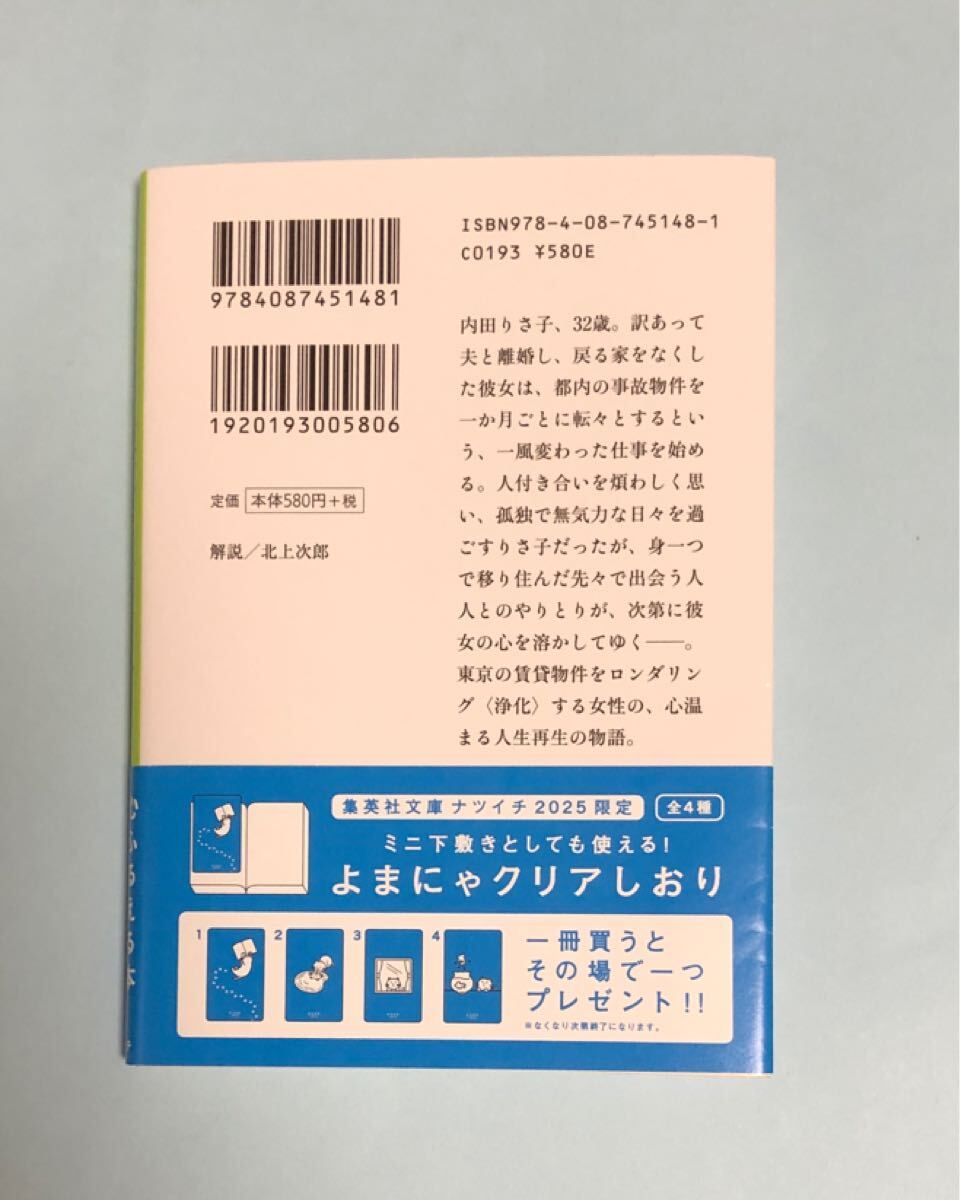 ISBN978-4-08-745148-1
C0193 ¥580E
9784087451481
1920193005806
定価 本体580円+税
解説／北上次郎
内田りさ子、32歳。訳あって
夫と離婚し、戻る家をなくし
た彼女は、都内の事故物件を
一か月ごとに転々とするとい
う、一風変わった仕事を始め
る。人付き合いを煩わしく思
い、孤独で無気力な日々を過
ごすりさ子だったが、身一つ
で移り住んだ先々で出会う人
人とのやりとりが、次第に彼
女の心を溶かしてゆく――。
東京の賃貸物件をロンダリン
グ〈浄化〉する女性の、心温
まる人生再生の物語。
集英社文庫 ナツイチ2025限定 全4種
ミニ下敷きとしても使える!
よまにゃクリアしおり
1 2 3 4
一冊買うと
その場で一つ
プレゼント!!
※なくなり次第終了になります。